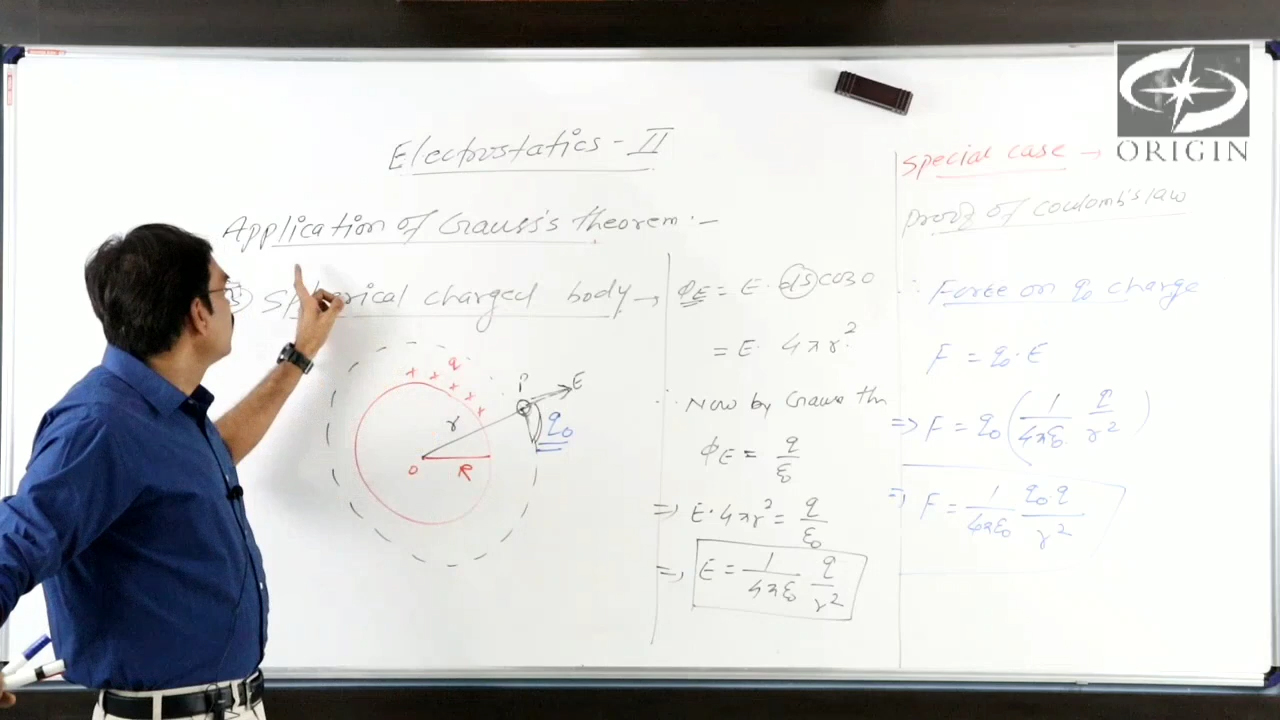 Electrostatics - II
Application of Gauss's theorem :-
Spherical charged body →
+ + + + + q
P
E
r
q₀
O
R
ϕE = E · ds cos 0
= E · 4πr²
∴ Now by Gauss th
ϕE = q/ε₀
⇒ E · 4πr² = q/ε₀
⇒ E = 1/4πε₀ q/r²
Special case →
Proof of Coulomb's law
∴ Force on q₀ charge
F = q₀ · E
⇒ F = q₀ (1/4πε₀ q/r²)
⇒ F = 1/4πε₀ q₀·q/r²
ORIGIN